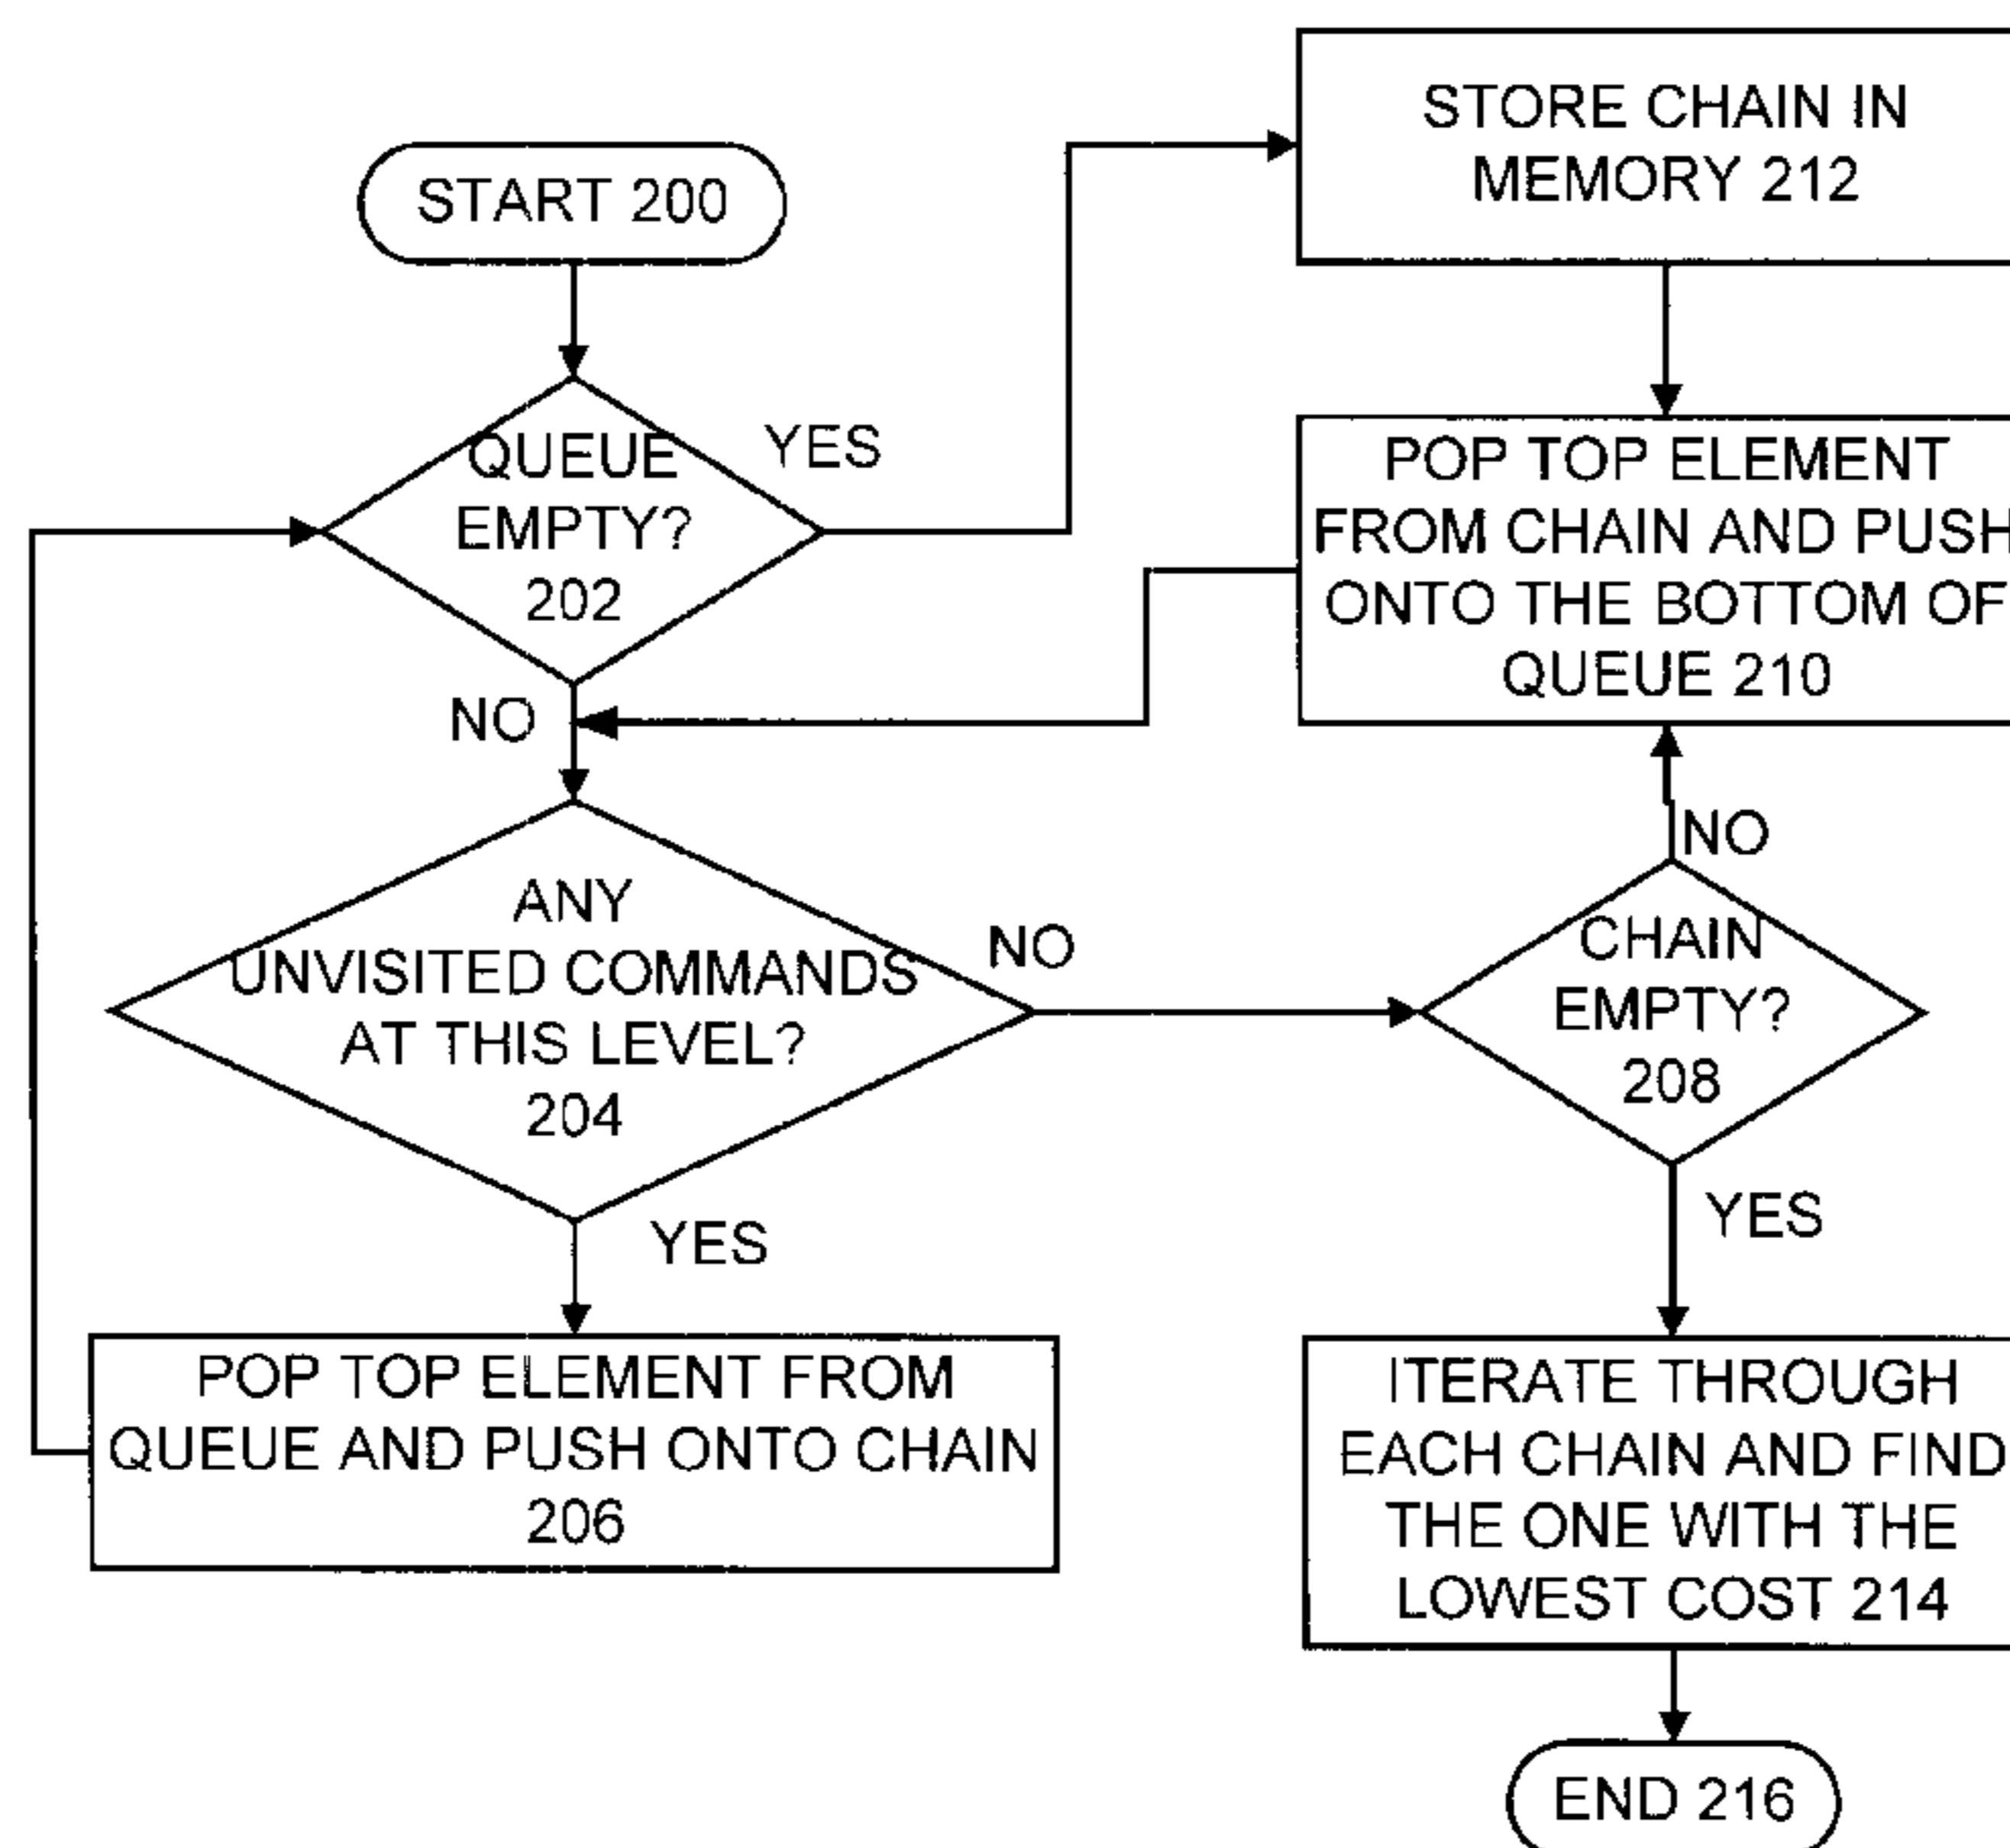 START 200
QUEUE
EMPTY?
202
YES
NO
STORE CHAIN IN
MEMORY 212
POP TOP ELEMENT
FROM CHAIN AND PUSH
ONTO THE BOTTOM OF
QUEUE 210
ANY
UNVISITED COMMANDS
AT THIS LEVEL?
204
NO
YES
CHAIN
EMPTY?
208
NO
YES
POP TOP ELEMENT FROM
QUEUE AND PUSH ONTO CHAIN
206
ITERATE THROUGH
EACH CHAIN AND FIND
THE ONE WITH THE
LOWEST COST 214
END 216